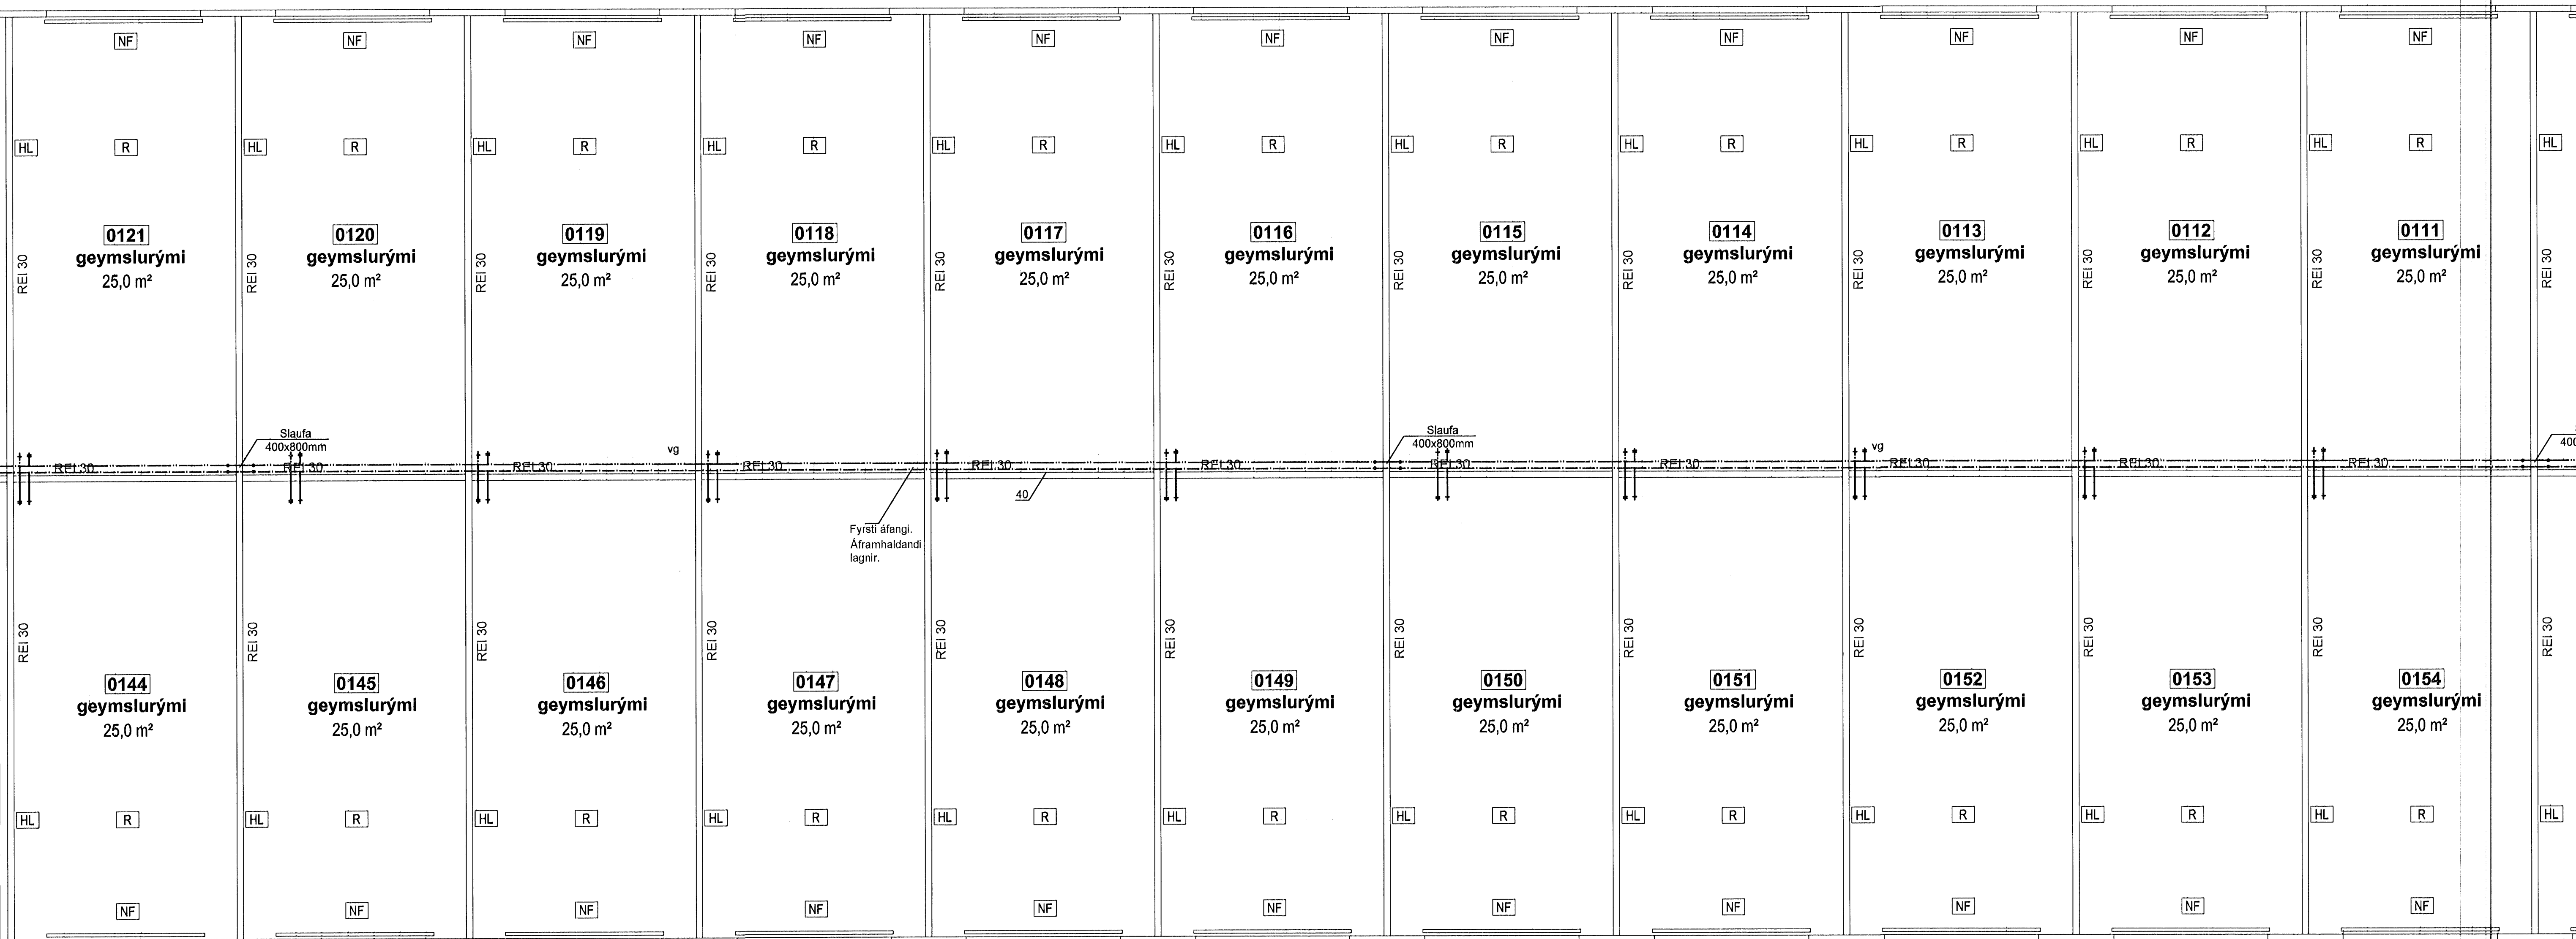 NF NF NF NF NF NF NF NF NF NF NF
HL R HL R HL R HL R HL R HL R HL R HL R HL R HL R HL R HL
0121 0120 0119 0118 0117 0116 0115 0114 0113 0112 0111
geymslurými geymslurými geymslurými geymslurými geymslurými geymslurými geymslurými geymslurými geymslurými geymslurými geymslurými
25,0 m² 25,0 m² 25,0 m² 25,0 m² 25,0 m² 25,0 m² 25,0 m² 25,0 m² 25,0 m² 25,0 m² 25,0 m²
REI 30 REI 30 REI 30 REI 30 REI 30 REI 30 REI 30 REI 30 REI 30 REI 30 REI 30 REI 30
Slaufa
400x800mm
vg
Slaufa
400x800mm
vg
REI 30 REI 30 REI 30 REI 30 REI 30 REI 30 REI 30 REI 30 REI 30 REI 30 REI 30
40
Fyrsti áfangi.
Áframhaldandi
lagnir.
REI 30 REI 30 REI 30 REI 30 REI 30 REI 30 REI 30 REI 30 REI 30 REI 30 REI 30 REI 30
0144 0145 0146 0147 0148 0149 0150 0151 0152 0153 0154
geymslurými geymslurými geymslurými geymslurými geymslurými geymslurými geymslurými geymslurými geymslurými geymslurými geymslurými
25,0 m² 25,0 m² 25,0 m² 25,0 m² 25,0 m² 25,0 m² 25,0 m² 25,0 m² 25,0 m² 25,0 m² 25,0 m²
HL R HL R HL R HL R HL R HL R HL R HL R HL R HL R HL R HL
NF NF NF NF NF NF NF NF NF NF NF